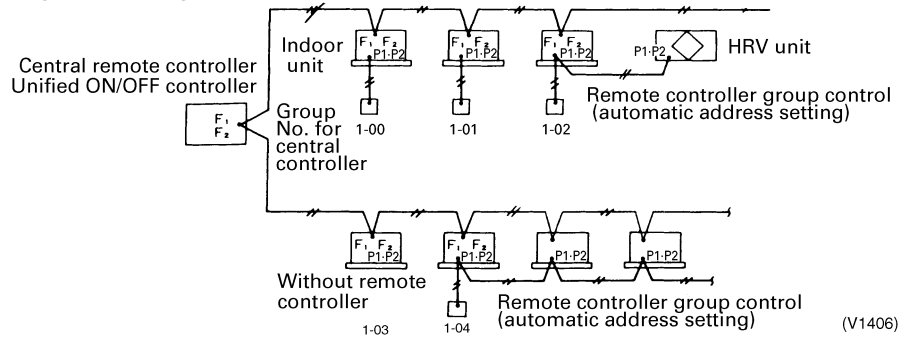 Indoor
unit
F₁ F₂
P1·P2
F₁ F₂
P1·P2
F₁ F₂
P1·P2
P1·P2
HRV unit
Central remote controller
Unified ON/OFF controller
F₁
F₂
Group
No. for
central
controller
1-00
1-01
1-02
Remote controller group control
(automatic address setting)
F₁ F₂
P1·P2
F₁ F₂
P1·P2
P1·P2
P1·P2
Without remote
controller
1-03
1-04
Remote controller group control
(automatic address setting)
(V1406)